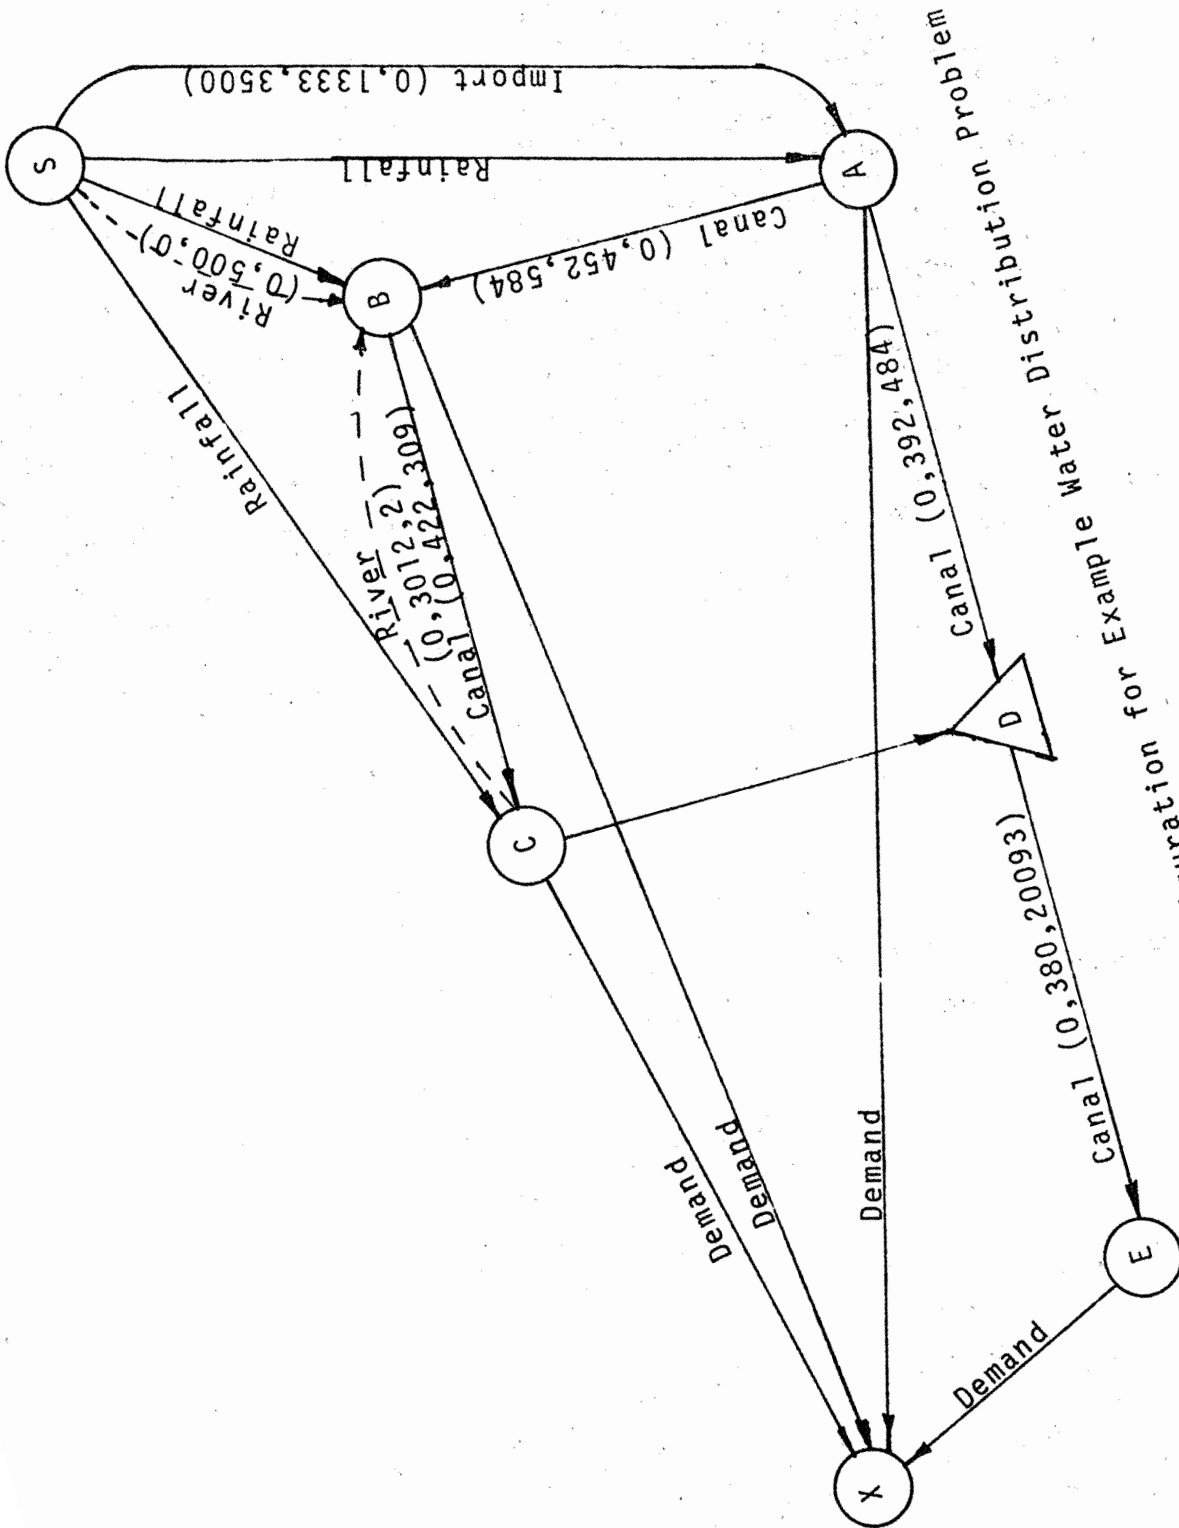 S
Import (0,1333,3500)
Rainfall
Rainfall
River
(0,500,0)
Rainfall
B
A
Canal (0,452,584)
River
(0,3012,2)
Canal (0,422,309)
Canal (0,392,484)
C
D
Canal (0,380,20093)
Demand
Demand
Demand
Demand
E
X
for Example Water Distribution Problem